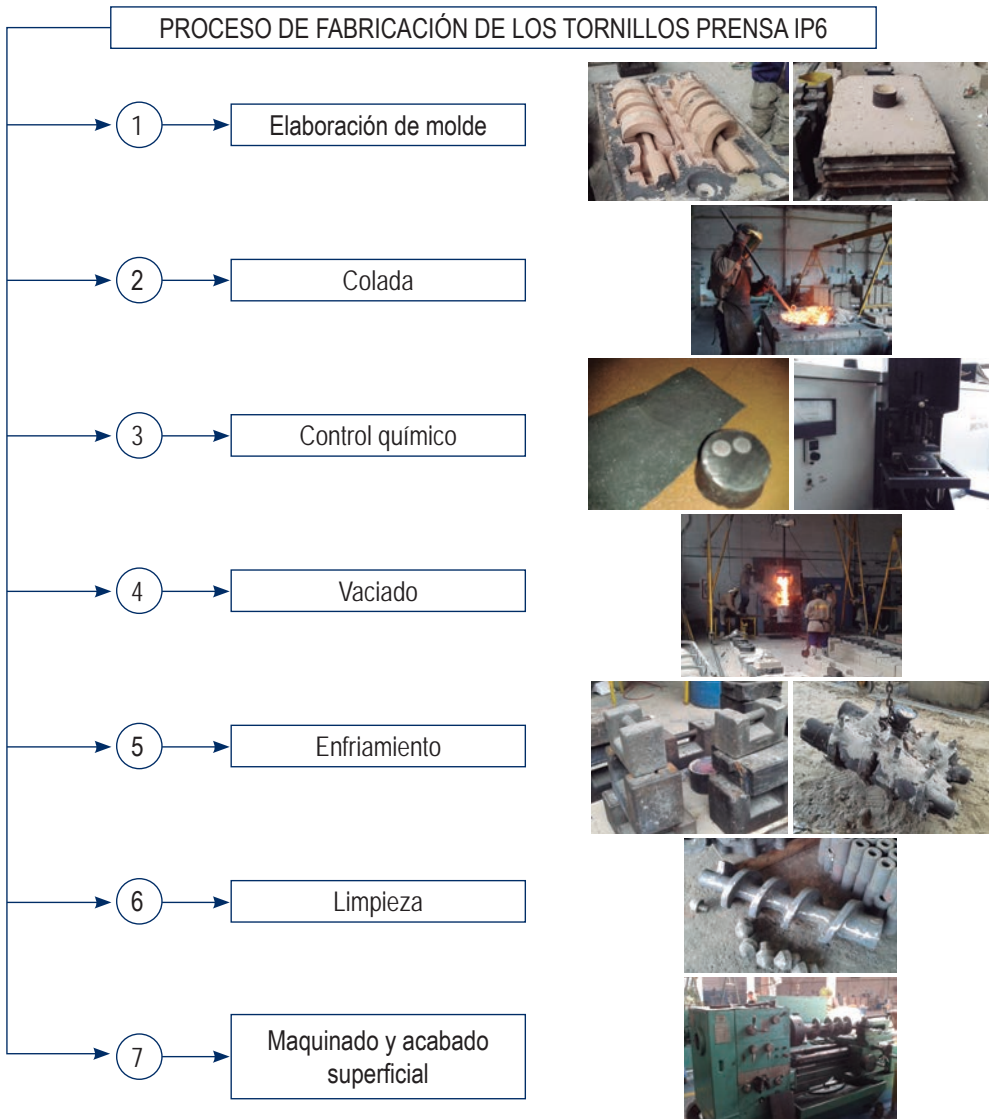 PROCESO DE FABRICACIÓN DE LOS TORNILLOS PRENSA IP6
1
Elaboración de molde
2
Colada
3
Control químico
4
Vaciado
5
Enfriamiento
6
Limpieza
7
Maquinado y acabado
superficial